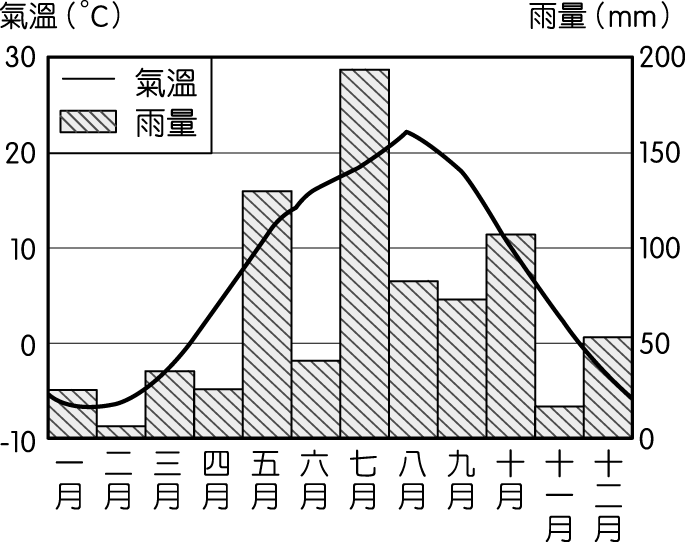 氣溫（℃） 雨量（mm）
30 200
氣溫
雨量
20 150
10 100
0 50
-10 0
一月 二月 三月 四月 五月 六月 七月 八月 九月 十月 十一月 十二月